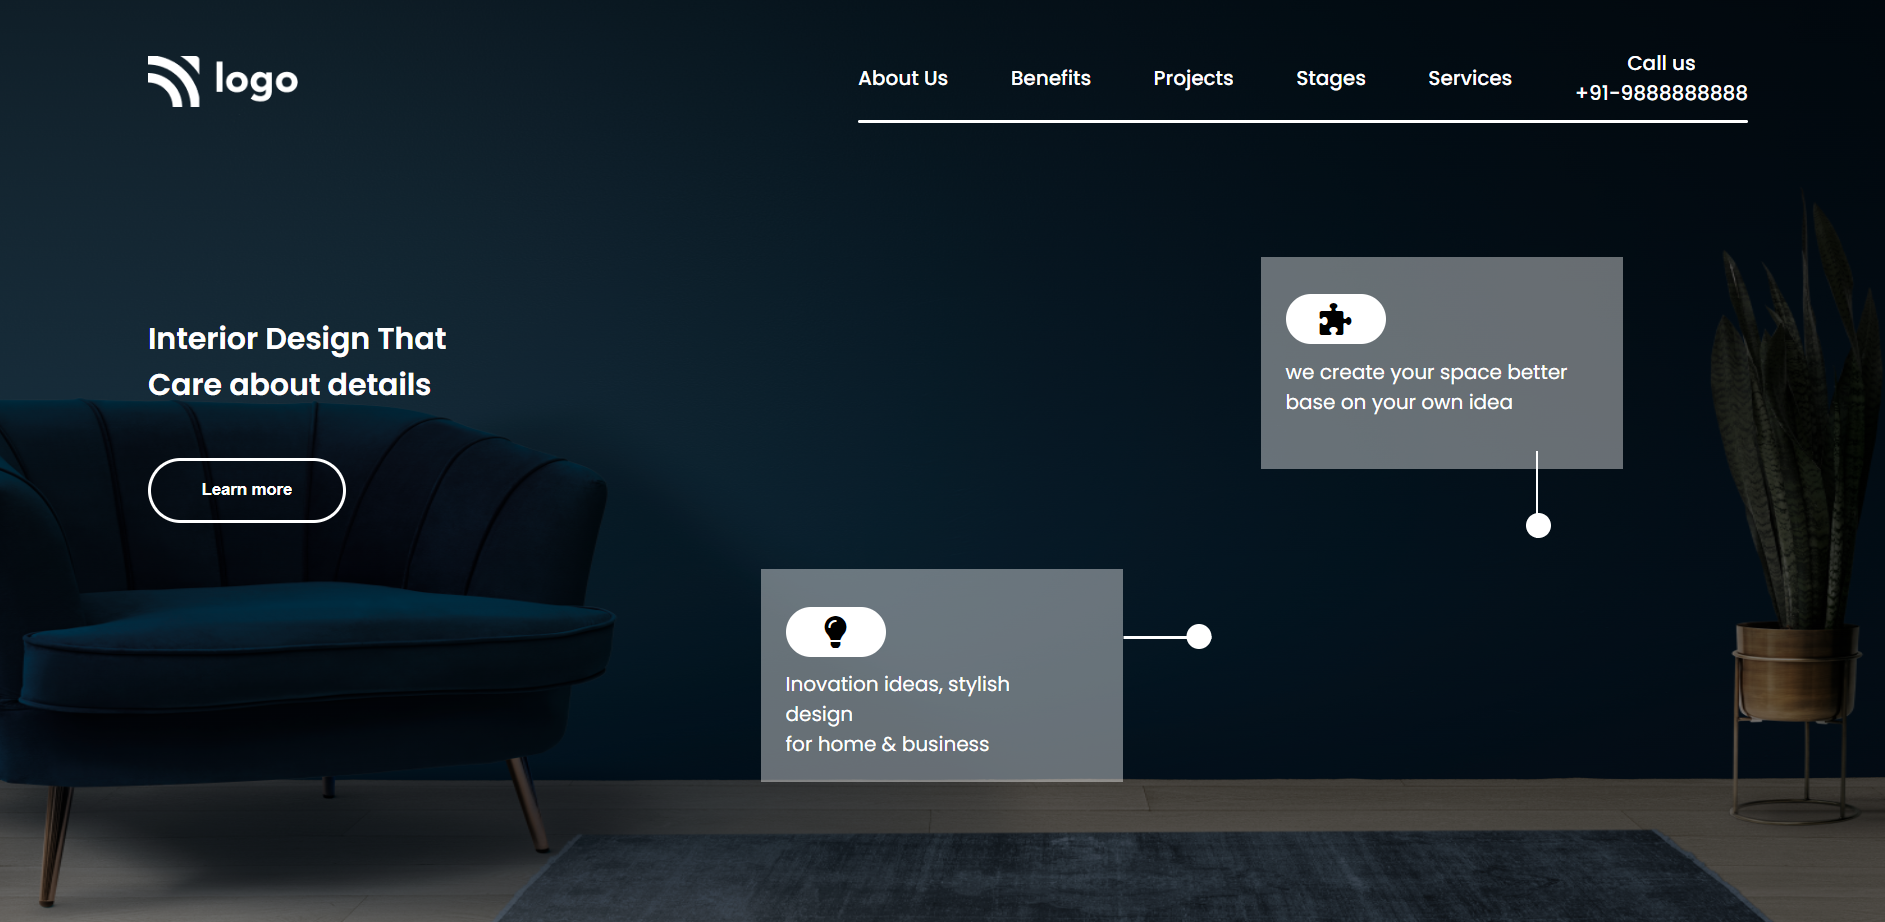 logo
About Us
Benefits
Projects
Stages
Services
Call us
+91-9888888888
Interior Design That
Care about details
Learn more
we create your space better
base on your own idea
Inovation ideas, stylish
design
for home & business